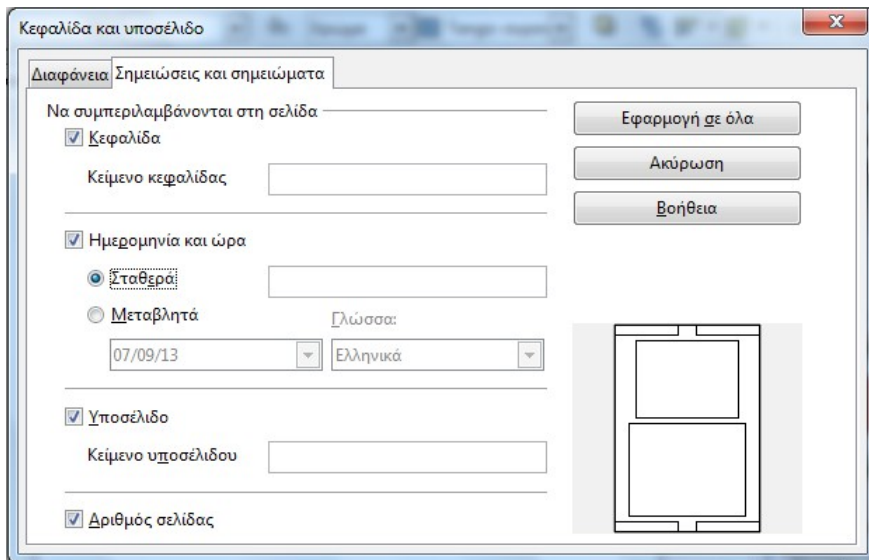 Κεφαλίδα και υποσέλιδο
Διαφάνεια Σημειώσεις και σημειώματα
Να συμπεριλαμβάνονται στη σελίδα
Κεφαλίδα
Κείμενο κεφαλίδας
Ημερομηνία και ώρα
Σταθερά
Μεταβλητά
Γλώσσα:
07/09/13
Ελληνικά
Υποσέλιδο
Κείμενο υποσέλιδου
Αριθμός σελίδας
Εφαρμογή σε όλα
Ακύρωση
Βοήθεια